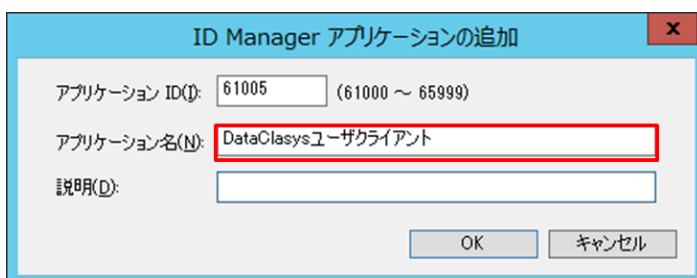 ID Manager アプリケーションの追加
x
アプリケーション ID(I): 61005 (61000 ～ 65999)
アプリケーション名(N): DataClasysユーザクライアント
説明(D):
OK キャンセル